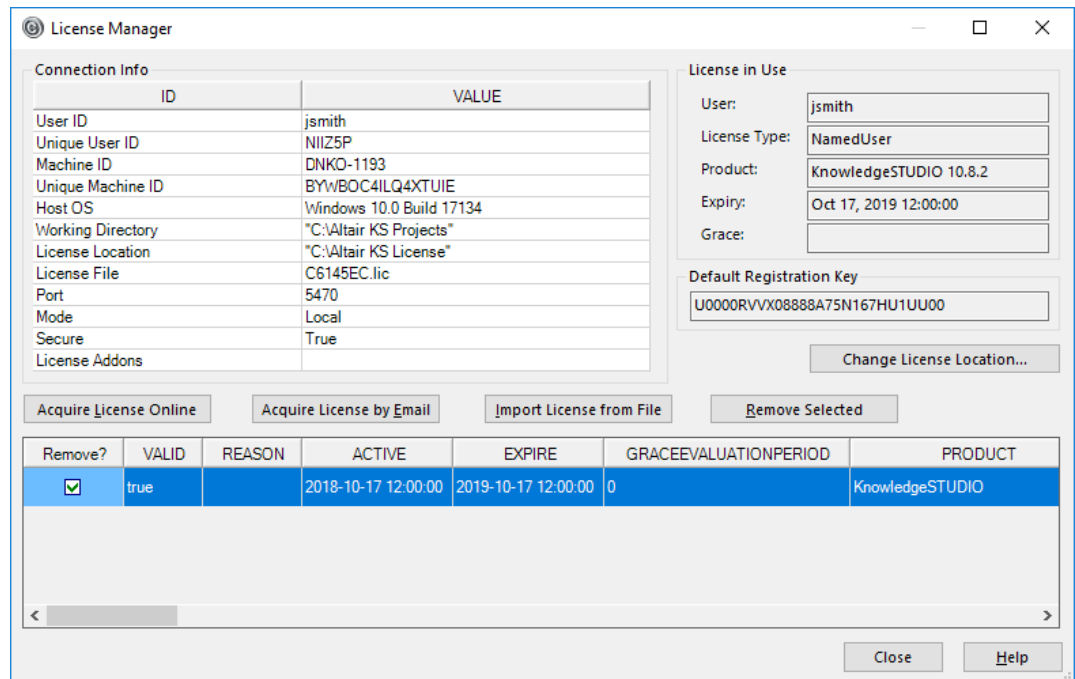 License Manager
Connection Info
ID VALUE
User ID jsmith
Unique User ID NIIZ5P
Machine ID DNKO-1193
Unique Machine ID BYWBOC4ILQ4XTUIE
Host OS Windows 10.0 Build 17134
Working Directory "C:\Altair KS Projects"
License Location "C:\Altair KS License"
License File C6145EC.lic
Port 5470
Mode Local
Secure True
License Addons
License in Use
User: jsmith
License Type: NamedUser
Product: KnowledgeSTUDIO 10.8.2
Expiry: Oct 17, 2019 12:00:00
Grace:
Default Registration Key
U0000RVVX08888A75N167HU1UU00
Change License Location...
Acquire License Online Acquire License by Email Import License from File Remove Selected
Remove? VALID REASON ACTIVE EXPIRE GRACEEVALUATIONPERIOD PRODUCT
true 2018-10-17 12:00:00 2019-10-17 12:00:00 0 KnowledgeSTUDIO
Close Help